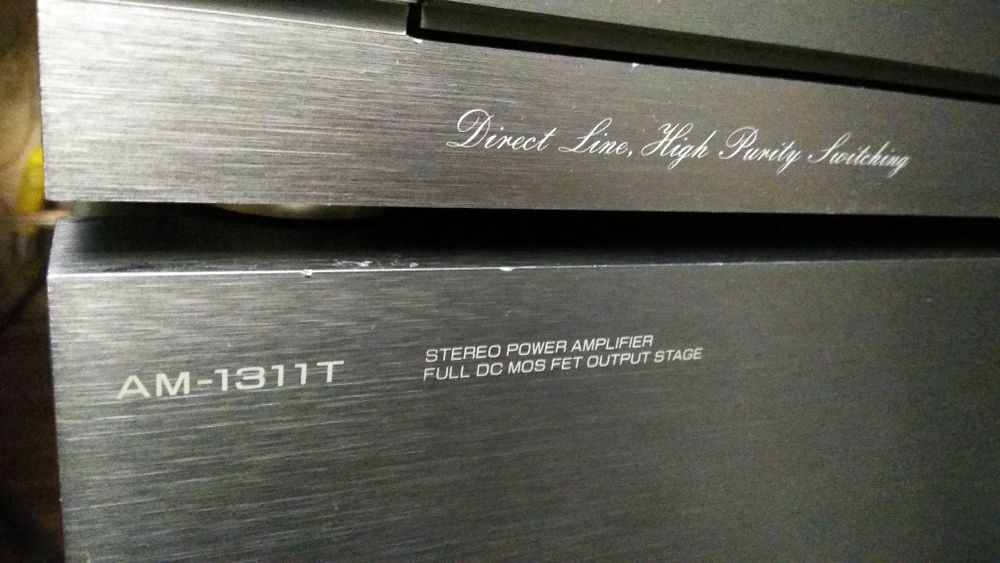 Direct Line, High Purity Switching
AM-1311T
STEREO POWER AMPLIFIER
FULL DC MOS FET OUTPUT STAGE